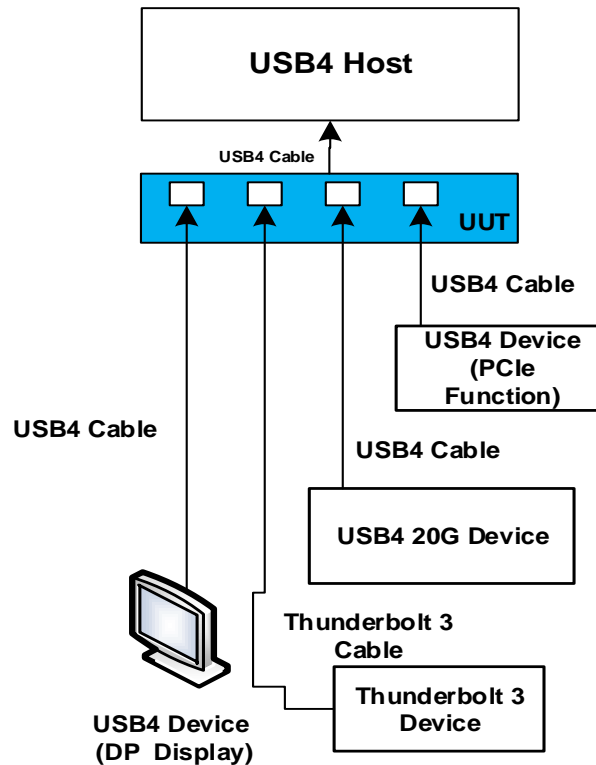 USB4 Host
USB4 Cable
UUT
USB4 Cable
USB4 Device
(PCIe
Function)
USB4 Cable
USB4 Cable
USB4 20G Device
Thunderbolt 3
Cable
Thunderbolt 3
Device
USB4 Device
(DP Display)